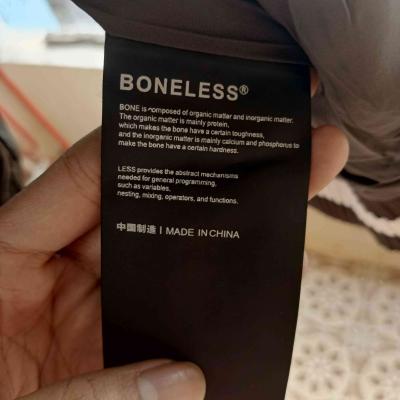 BONELESS®
BONE is composed of organic matter and inorganic matter.
The organic matter is mainly protein,
which makes the bone have a certain toughness,
and the inorganic matter is mainly calcium and phosphorus to
make the bone have a certain hardness.
LESS provides the abstract mechanisms
needed for general programming,
such as variables,
nesting, mixing, operators, and functions.
中国制造 | MADE IN CHINA